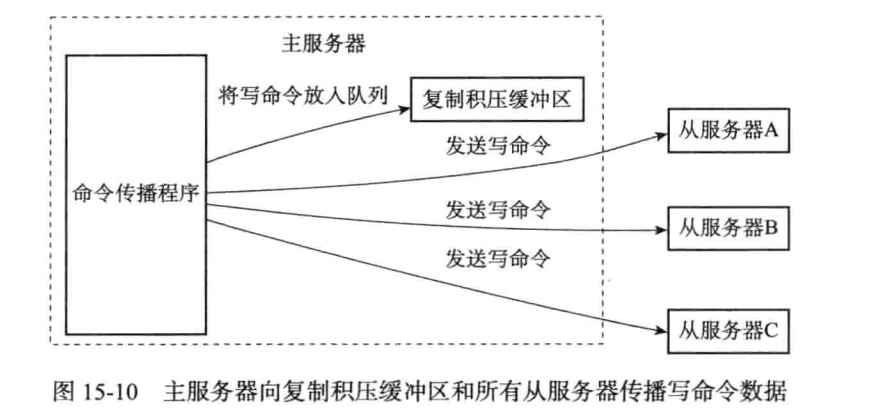 主服务器
将写命令放入队列
复制积压缓冲区
发送写命令
从服务器A
命令传播程序
发送写命令
从服务器B
发送写命令
从服务器C
图 15-10 主服务器向复制积压缓冲区和所有从服务器传播写命令数据